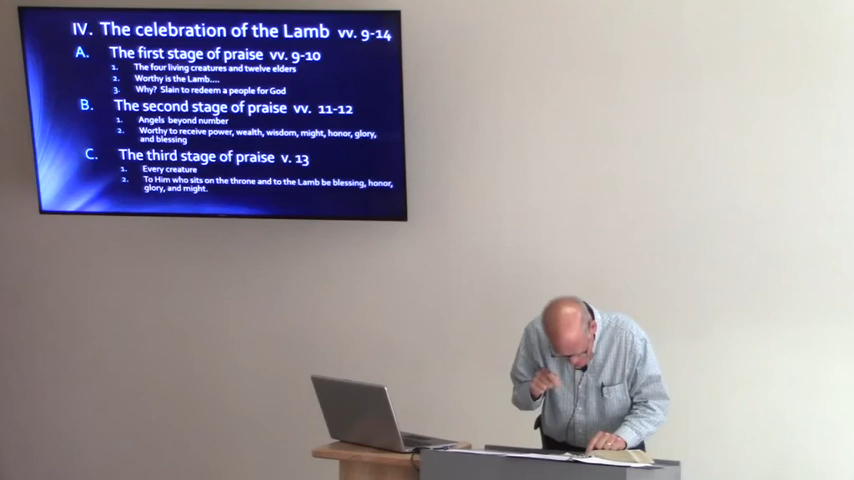 IV. The celebration of the Lamb vv. 9-14
A. The first stage of praise vv. 9-10
1. The four living creatures and twelve elders
2. Worthy is the Lamb....
3. Why? Slain to redeem a people for God
B. The second stage of praise vv. 11-12
1. Angels beyond number
2. Worthy to receive power, wealth, wisdom, might, honor, glory,
and blessing
C. The third stage of praise v. 13
1. Every creature
2. To Him who sits on the throne and to the Lamb be blessing, honor,
glory, and might.